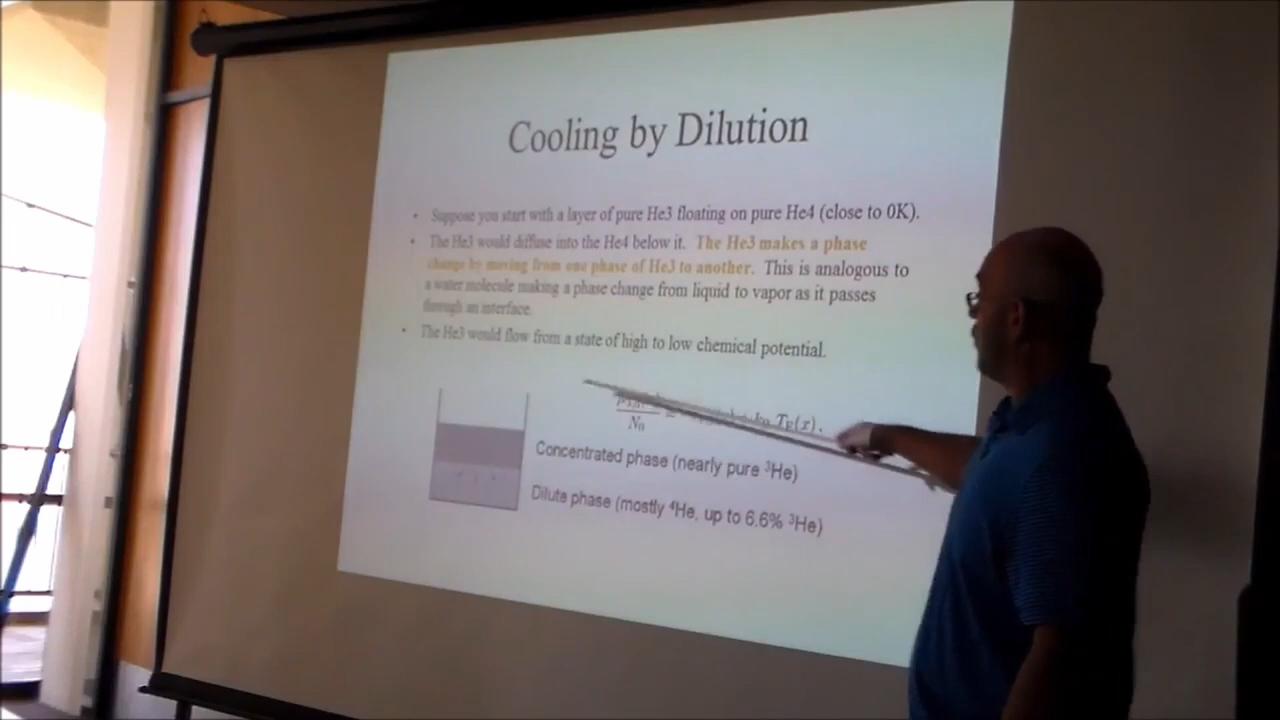 Cooling by Dilution
• Suppose you start with a layer of pure He3 floating on pure He4 (close to 0K).
• The He3 would diffuse into the He4 below it. The He3 makes a phase
change by moving from one phase of He3 to another. This is analogous to
a water molecule making a phase change from liquid to vapor as it passes
through an interface.
• The He3 would flow from a state of high to low chemical potential.
N₀ T_F(x).
Concentrated phase (nearly pure ³He)
Dilute phase (mostly ⁴He, up to 6.6% ³He)